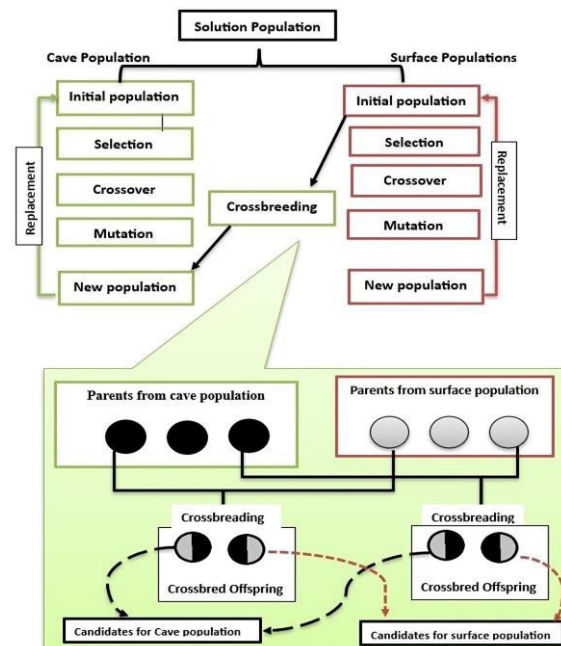 Solution Population
Cave Population
Surface Populations
Initial population
Selection
Crossover
Mutation
New population
Replacement
Crossbreeding
Initial population
Selection
Crossover
Mutation
New population
Replacement
Parents from cave population
Parents from surface population
Crossbreading
Crossbred Offspring
Crossbreading
Crossbred Offspring
Candidates for Cave population
Candidates for surface population